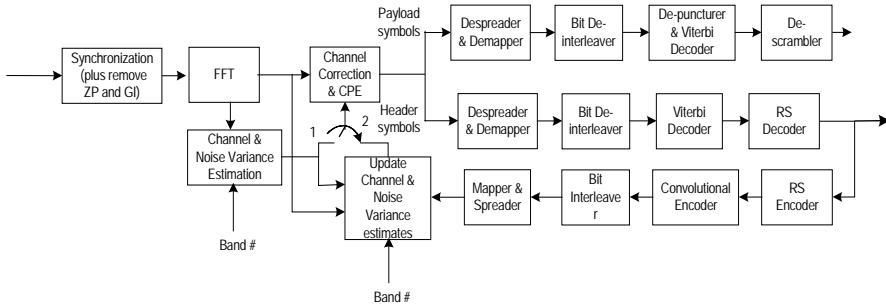 Payload
symbols
Despreader
& Demapper
Bit De-
interleaver
De-puncturer
& Viterbi
Decoder
De-
scrambler
Synchronization
(plus remove
ZP and GI)
FFT
Channel
Correction
& CPE
Header
symbols
Despreader
& Demapper
Bit De-
interleaver
Viterbi
Decoder
RS
Decoder
1
2
Channel &
Noise Variance
Estimation
Update
Channel &
Noise
Variance
estimates
Mapper &
Spreader
Bit
Interleave
r
Convolutional
Encoder
RS
Encoder
Band #
Band #